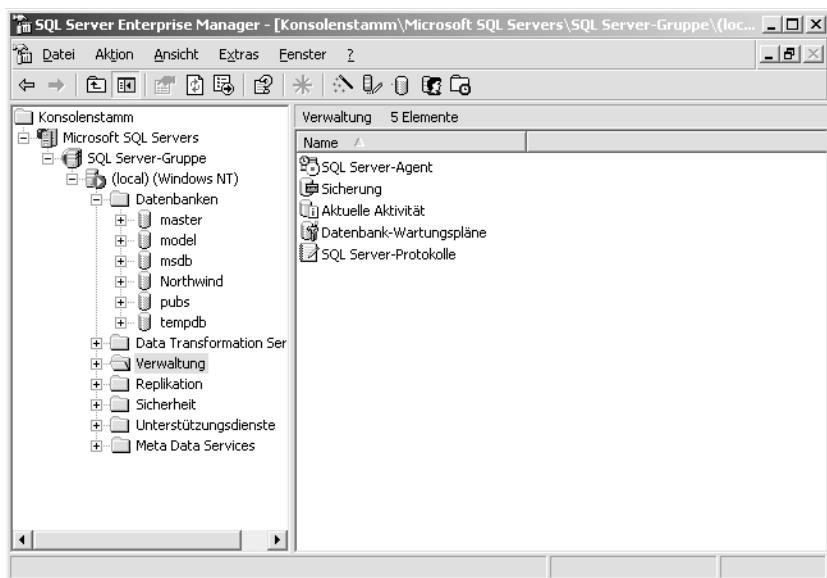 SQL Server Enterprise Manager - [Konsolenstamm\Microsoft SQL Servers\SQL Server-Gruppe\(loc...
Datei Aktion Ansicht Extras Fenster ?
Konsolenstamm
Microsoft SQL Servers
SQL Server-Gruppe
(local) (Windows NT)
Datenbanken
master
model
msdb
Northwind
pubs
tempdb
Data Transformation Ser
Verwaltung
Replikation
Sicherheit
Unterstützungsdienste
Meta Data Services
Verwaltung 5 Elemente
Name
SQL Server-Agent
Sicherung
Aktuelle Aktivität
Datenbank-Wartungspläne
SQL Server-Protokolle